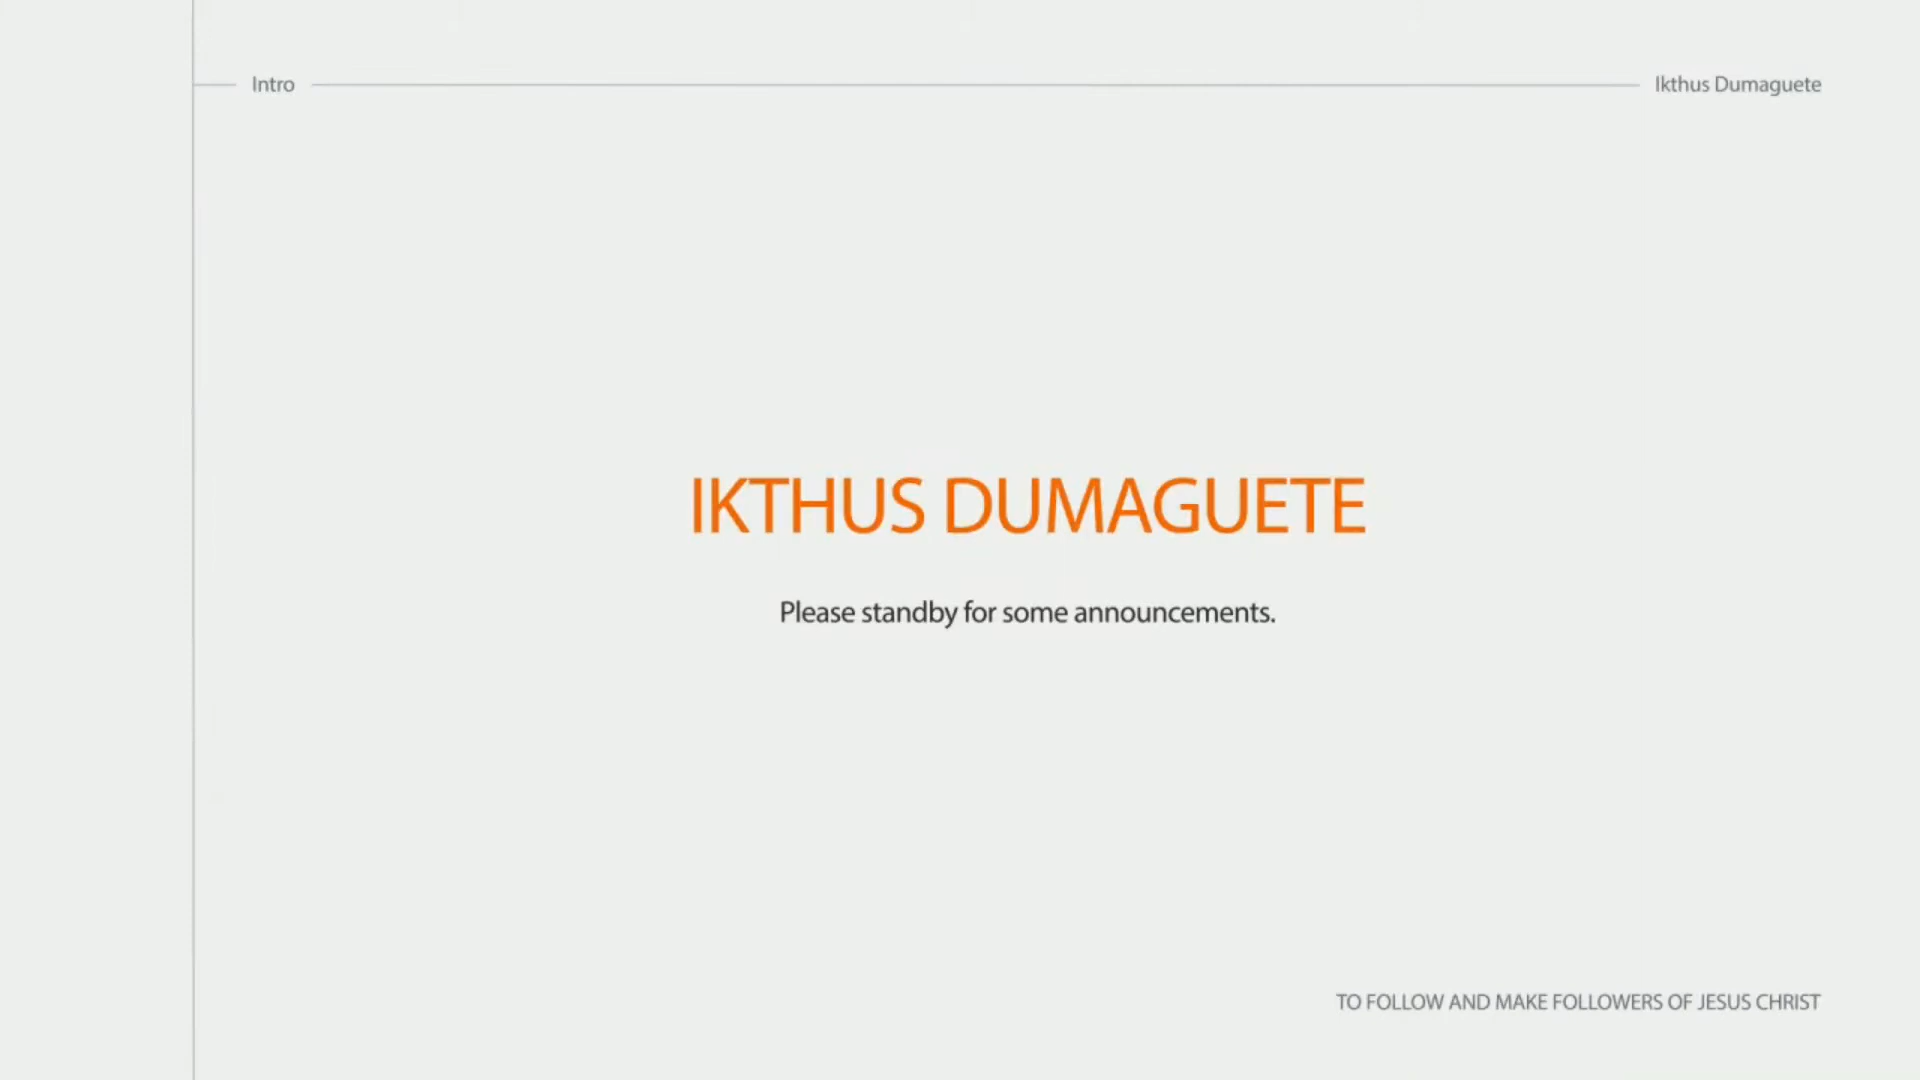 Intro
Ikthus Dumaguete
IKTHUS DUMAGUETE
Please standby for some announcements.
TO FOLLOW AND MAKE FOLLOWERS OF JESUS CHRIST